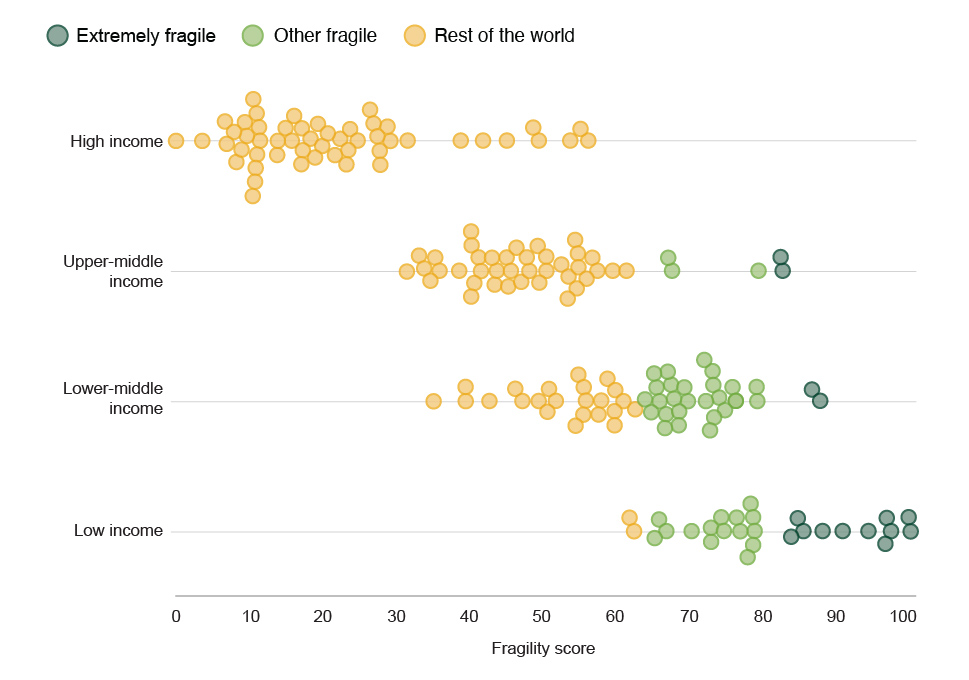 Extremely fragile
Other fragile
Rest of the world
High income
Upper-middle
income
Lower-middle
income
Low income
0 10 20 30 40 50 60 70 80 90 100
Fragility score